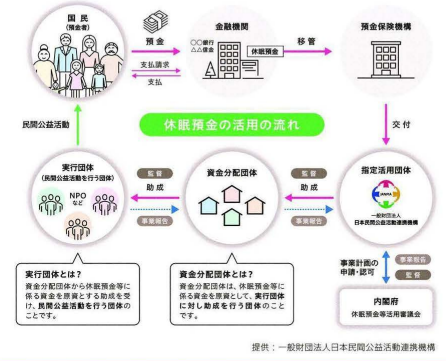 国民
(預金者)
預金
支払請求
支払
金融機関
〇〇銀行
△△信金
休眠預金
移管
預金保険機構
交付
民間公益活動
休眠預金の活用の流れ
実行団体
(民間公益活動を行う団体)
NPO
など
監督
助成
事業報告
資金分配団体
監督
助成
事業報告
指定活用団体
JANPIA
一般財団法人
日本民間公益活動連携機構
事業計画の
申請・認可
事業報告
監督
内閣府
休眠預金等活用審議会
実行団体とは?
資金分配団体から休眠預金等に
係る資金を原資とする助成を受
け、民間公益活動を行う団体の
ことです。
資金分配団体とは?
資金分配団体は、休眠預金等に
係る資金を原資として、実行団体
に対し助成を行う団体のことで
す。
提供:一般財団法人日本民間公益活動連携機構